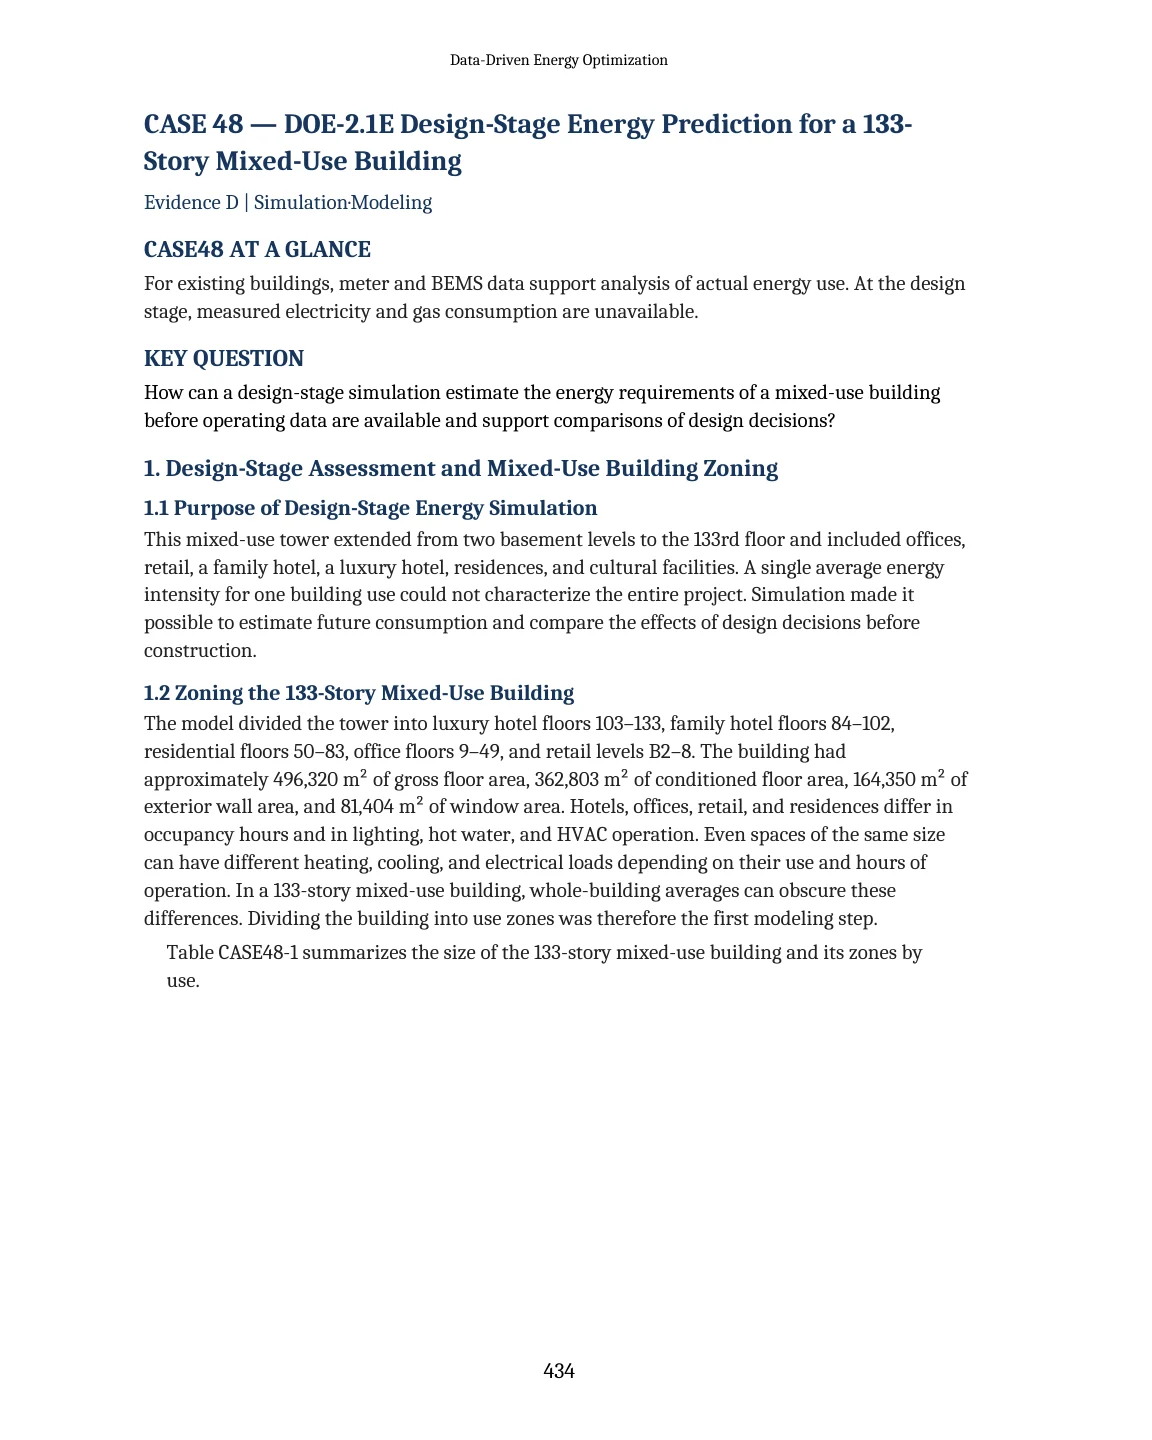 Data-Driven Energy Optimization
CASE 48 — DOE-2.1E Design-Stage Energy Prediction for a 133-
Story Mixed-Use Building
Evidence D | Simulation·Modeling
CASE48 AT A GLANCE
For existing buildings, meter and BEMS data support analysis of actual energy use. At the design
stage, measured electricity and gas consumption are unavailable.
KEY QUESTION
How can a design-stage simulation estimate the energy requirements of a mixed-use building
before operating data are available and support comparisons of design decisions?
1. Design-Stage Assessment and Mixed-Use Building Zoning
1.1 Purpose of Design-Stage Energy Simulation
This mixed-use tower extended from two basement levels to the 133rd floor and included offices,
retail, a family hotel, a luxury hotel, residences, and cultural facilities. A single average energy
intensity for one building use could not characterize the entire project. Simulation made it
possible to estimate future consumption and compare the effects of design decisions before
construction.
1.2 Zoning the 133-Story Mixed-Use Building
The model divided the tower into luxury hotel floors 103–133, family hotel floors 84–102,
residential floors 50–83, office floors 9–49, and retail levels B2–8. The building had
approximately 496,320 m² of gross floor area, 362,803 m² of conditioned floor area, 164,350 m² of
exterior wall area, and 81,404 m² of window area. Hotels, offices, retail, and residences differ in
occupancy hours and in lighting, hot water, and HVAC operation. Even spaces of the same size
can have different heating, cooling, and electrical loads depending on their use and hours of
operation. In a 133-story mixed-use building, whole-building averages can obscure these
differences. Dividing the building into use zones was therefore the first modeling step.
Table CASE48-1 summarizes the size of the 133-story mixed-use building and its zones by
use.
434